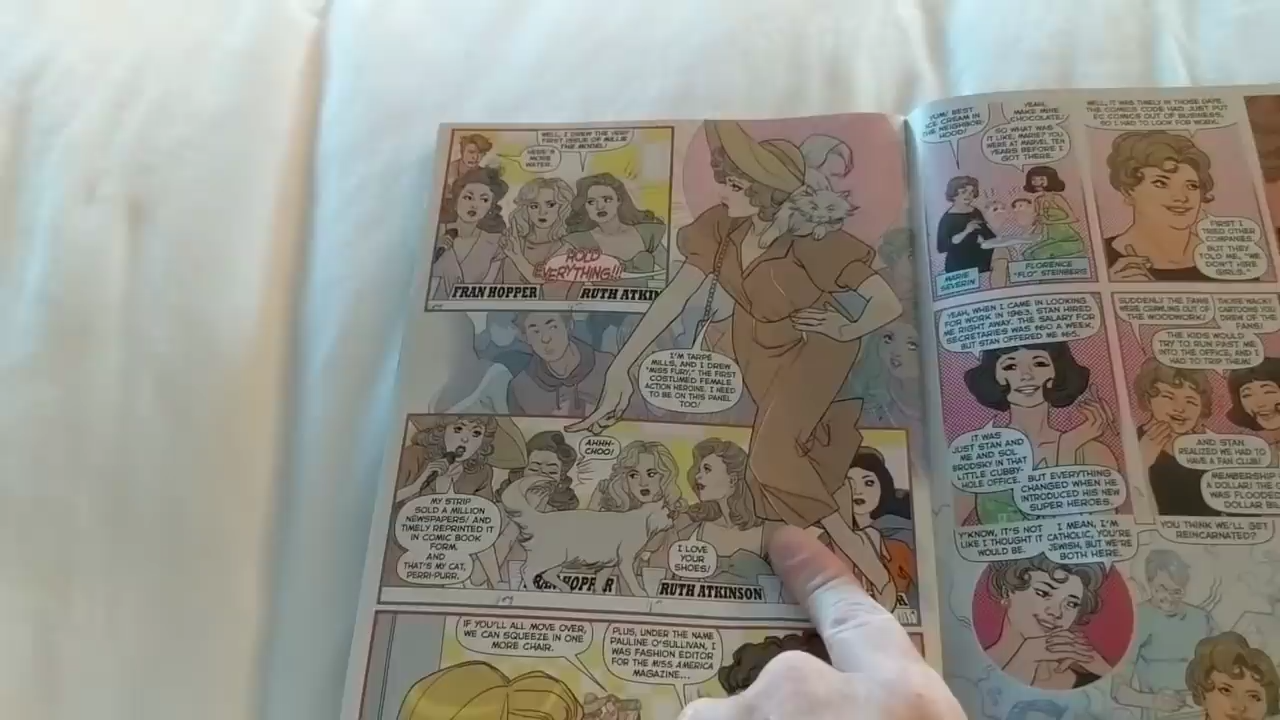 WELL, I DREW THE VERY
FIRST ISSUE OF MILLIE
THE MODEL!
HERE'S
MORE
WATER.
HOLD
EVERYTHING!!!
FRAN HOPPER
RUTH ATKIN
I'M TARPE
MILLS, AND I DREW
"MISS FURY," THE FIRST
COSTUMED FEMALE
ACTION HEROINE. I NEED
TO BE ON THIS PANEL
TOO!
AHHH-
CHOO!
MY STRIP
SOLD A MILLION
NEWSPAPERS! AND
TIMELY REPRINTED IT
IN COMIC BOOK
FORM.
AND
THAT'S MY CAT,
PERRI-PURR.
I LOVE
YOUR
SHOES!
HOPPER
RUTH ATKINSON
R
IF YOU'LL ALL MOVE OVER,
WE CAN SQUEEZE IN ONE
MORE CHAIR.
PLUS, UNDER THE NAME
PAULINE O'SULLIVAN, I
WAS FASHION EDITOR
FOR THE MISS AMERICA
MAGAZINE...
YUM! BEST
ICE CREAM IN
THE NEIGHBOR-
HOOD!
YEAH,
MAKE MINE
CHOCOLATE!
SO WHAT WAS
IT LIKE, MARIE? YOU
WERE AT MARVEL TEN
YEARS BEFORE I
GOT THERE.
MARIE
SEVERIN
FLORENCE
"FLO" STEINBERG
WELL, IT WAS TIMELY IN THOSE DAYS.
THE COMICS CODE HAD JUST PUT
EC COMICS OUT OF BUSINESS,
SO I HAD TO LOOK FOR WORK.
FIRST I
TRIED OTHER
COMPANIES,
BUT THEY
TOLD ME, "WE
DON'T HIRE
GIRLS."
YEAH, WHEN I CAME IN LOOKING
FOR WORK IN 1963, STAN HIRED
ME RIGHT AWAY. THE SALARY FOR
SECRETARIES WAS $60 A WEEK,
BUT STAN OFFERED ME $65.
IT WAS
JUST STAN AND
ME AND SOL
BRODSKY IN THAT
LITTLE CUBBY-
HOLE OFFICE.
BUT EVERYTHING
CHANGED WHEN HE
INTRODUCED HIS NEW
SUPER HEROES.
SUDDENLY THE FANS
WERE CRAWLING OUT OF
THE WOODWORK!
THOSE WACKY
CARTOONS YOU
DREW OF THE
FANS!
THE KIDS WOULD
TRY TO RUN PAST ME
INTO THE OFFICE, AND I
HAD TO TRIP THEM!
AND STAN
REALIZED WE HAD TO
HAVE A FAN CLUB!
MEMBERSHIP
A DOLLAR!
WAS FLOODED
DOLLAR
Y'KNOW, IT'S NOT
LIKE I THOUGHT IT
WOULD BE.
I MEAN, I'M
CATHOLIC, YOU'RE
JEWISH, BUT WE'RE
BOTH HERE.
YOU THINK WE'LL GET
REINCARNATED?